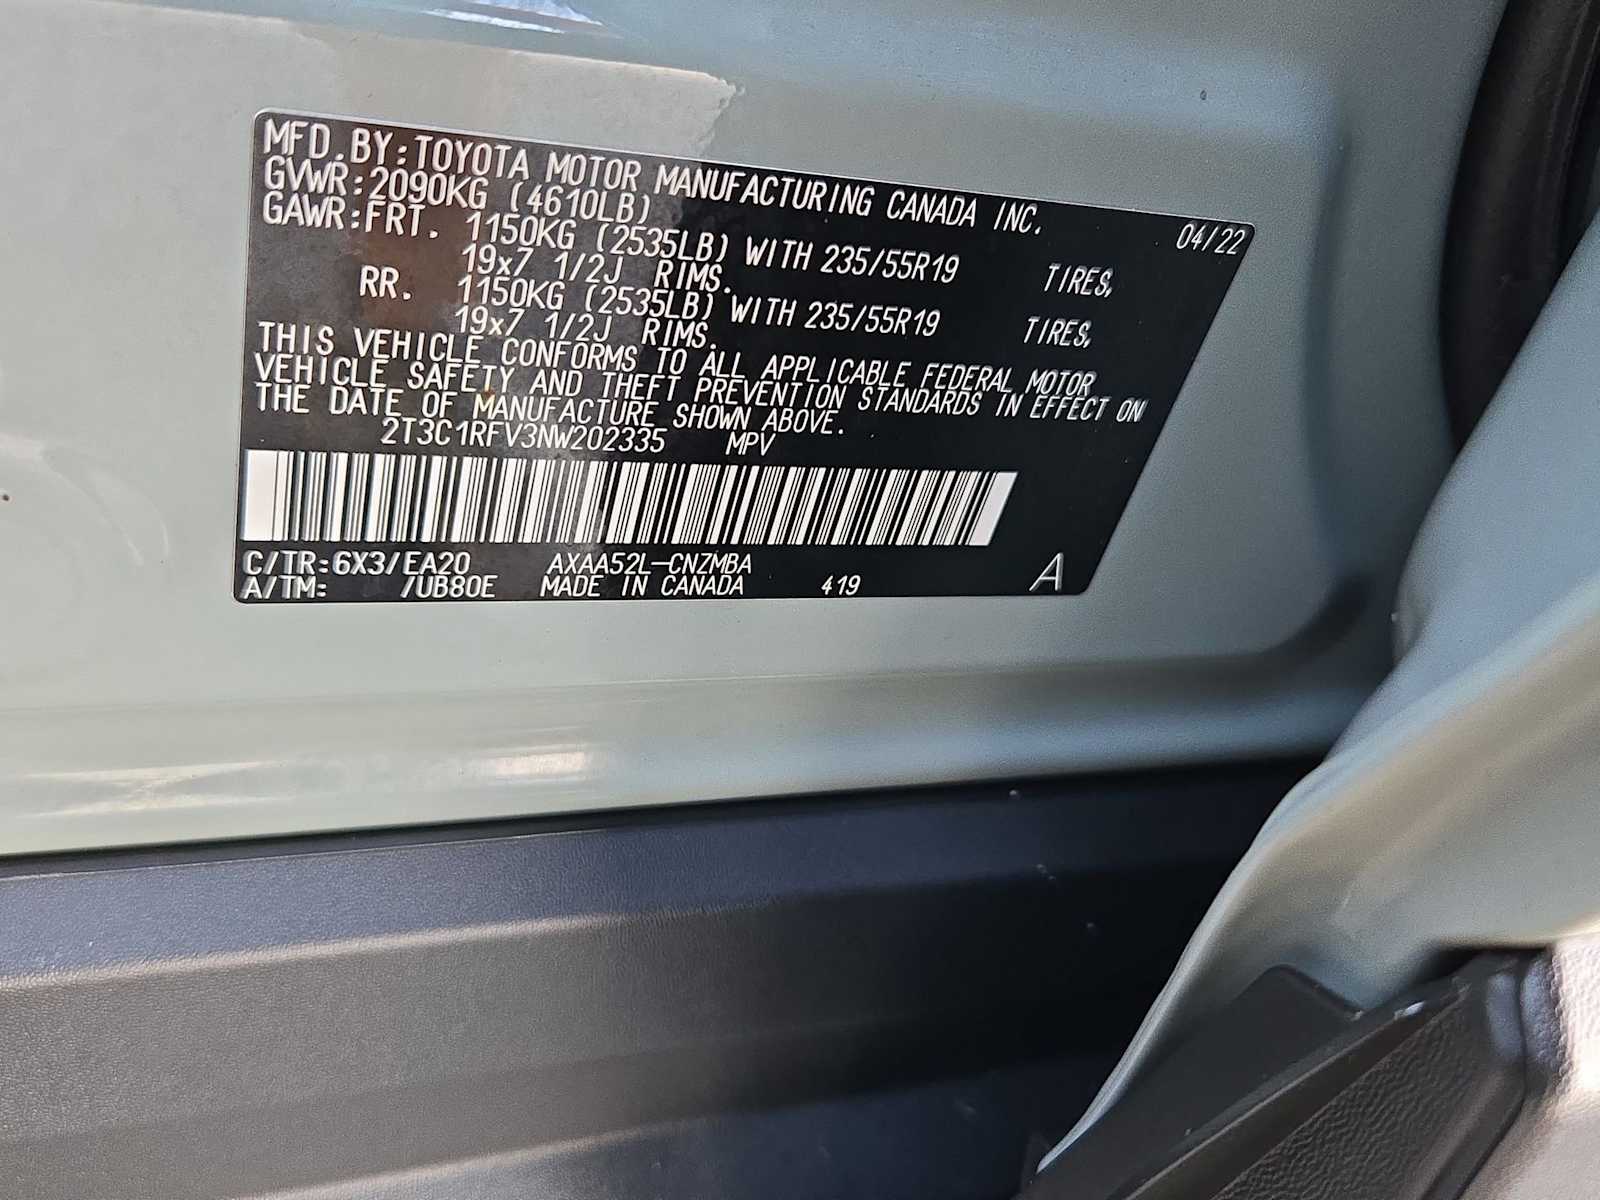 MFD.BY:TOYOTA MOTOR MANUFACTURING CANADA INC. 04/22
GVWR:2090KG (4610LB)
GAWR:FRT. 1150KG (2535LB) WITH 235/55R19 TIRES,
19x7 1/2J RIMS.
RR. 1150KG (2535LB) WITH 235/55R19 TIRES,
19x7 1/2J RIMS.
THIS VEHICLE CONFORMS TO ALL APPLICABLE FEDERAL MOTOR
VEHICLE SAFETY AND THEFT PREVENTION STANDARDS IN EFFECT ON
THE DATE OF MANUFACTURE SHOWN ABOVE.
2T3C1RFV3NW202335 MPV
C/TR:6X3/EA20 AXAA52L-CNZMBA
A/TM: /UB80E MADE IN CANADA 419 A